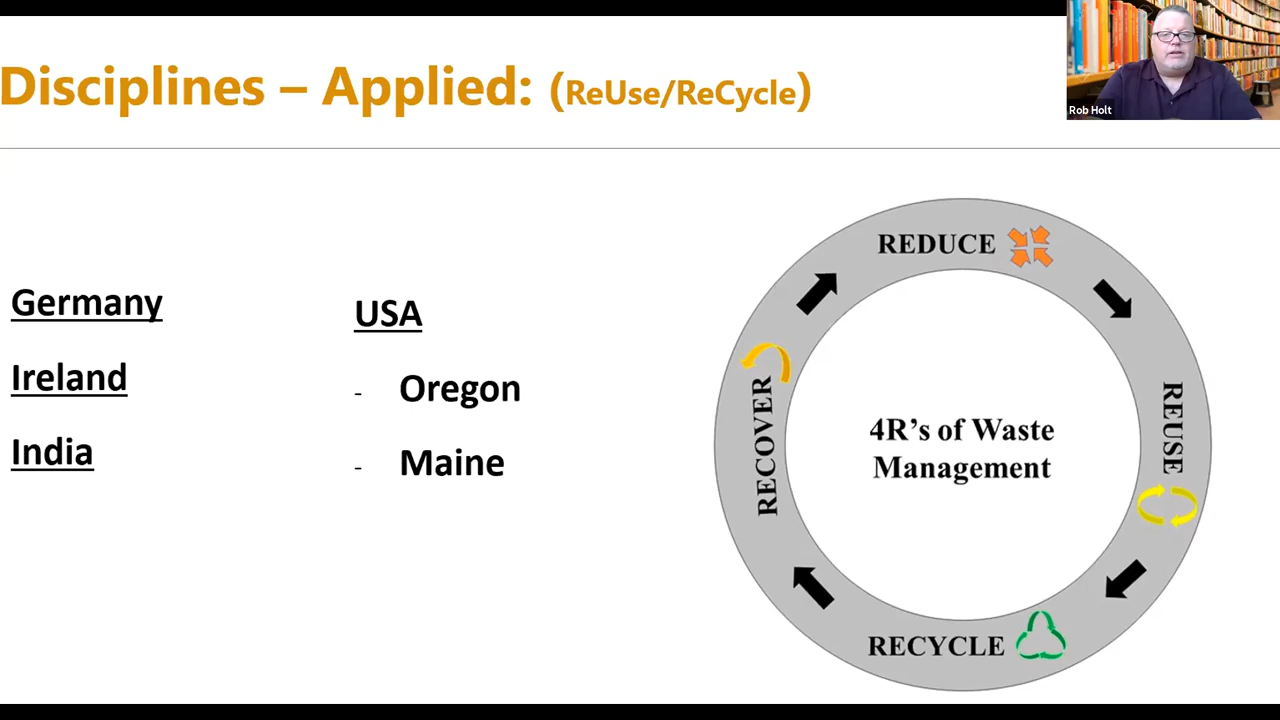 Disciplines – Applied: (ReUse/ReCycle)
Rob Holt
Germany
Ireland
India
USA
- Oregon
- Maine
REDUCE
REUSE
RECYCLE
RECOVER
4R’s of Waste
Management